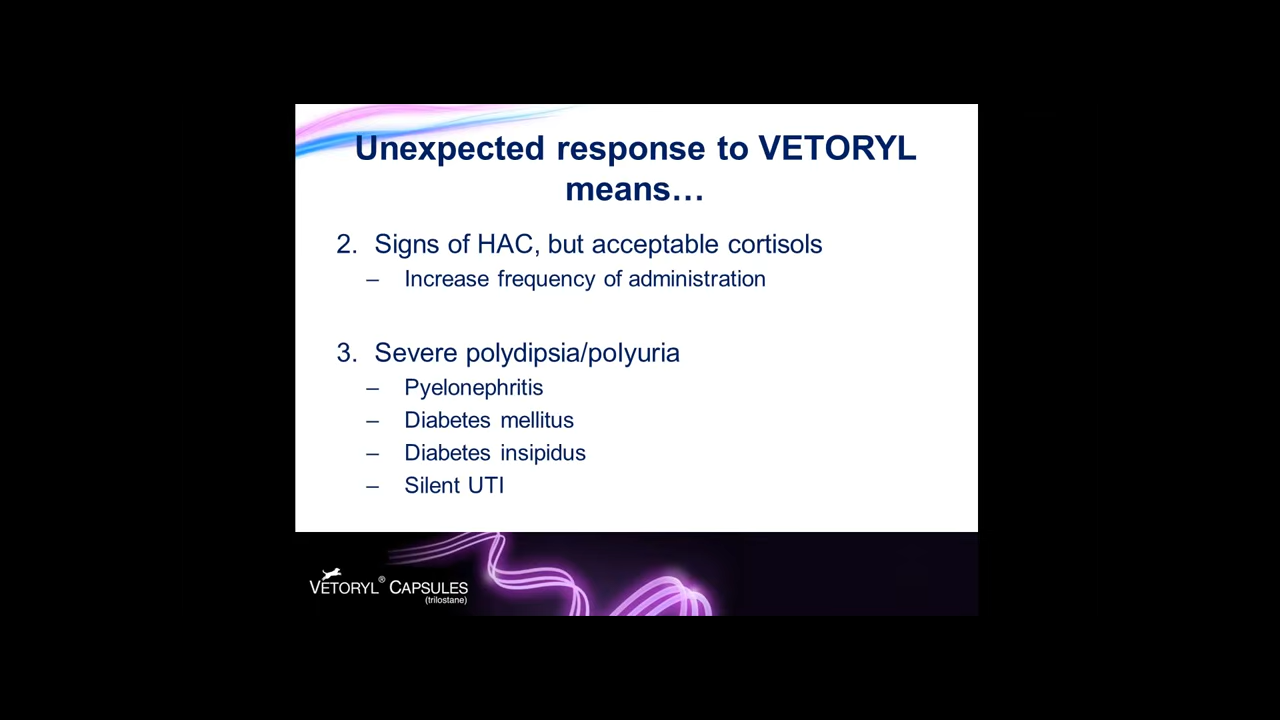 Unexpected response to VETORYL
means…
2. Signs of HAC, but acceptable cortisols
– Increase frequency of administration
3. Severe polydipsia/polyuria
– Pyelonephritis
– Diabetes mellitus
– Diabetes insipidus
– Silent UTI
VETORYL® CAPSULES
(trilostane)